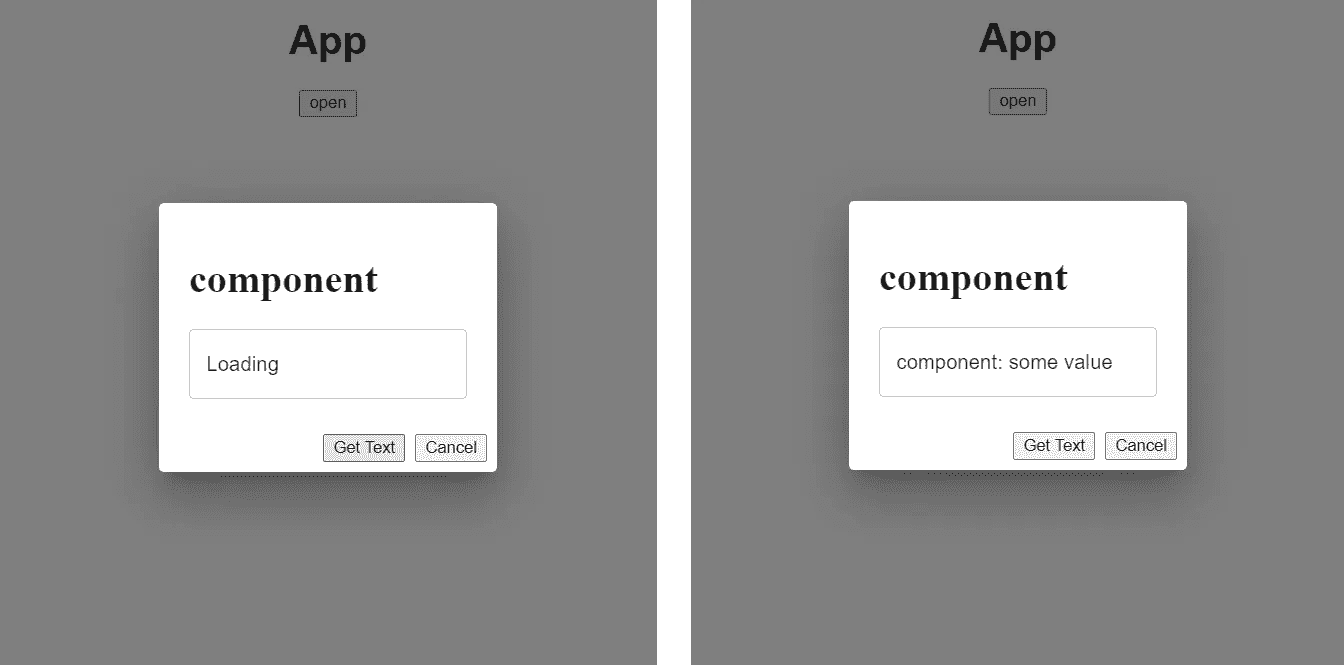 App
open
component
Loading
Get Text Cancel
App
open
component
component: some value
Get Text Cancel